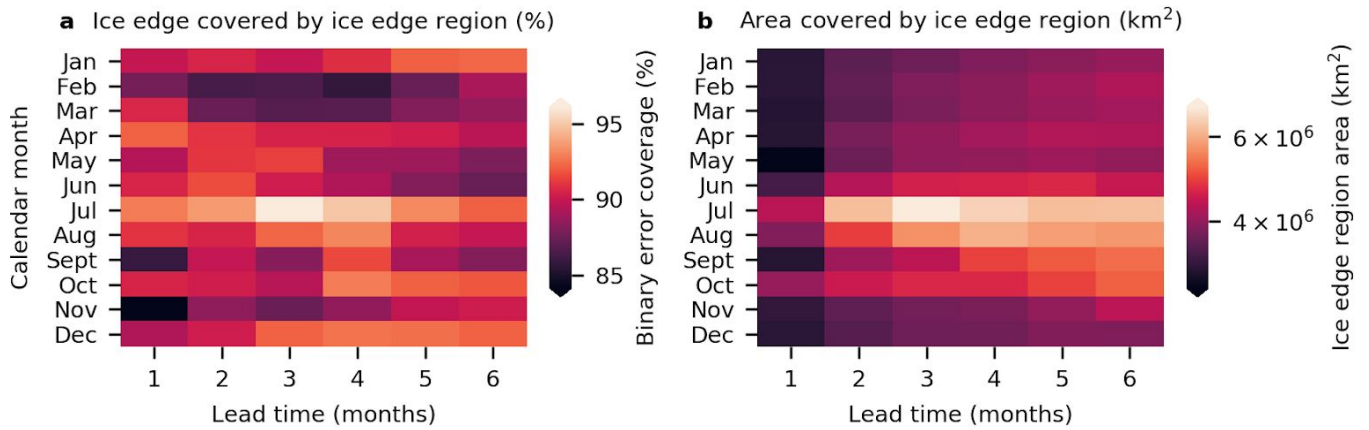 a Ice edge covered by ice edge region (%)
Calendar month
Jan
Feb
Mar
Apr
May
Jun
Jul
Aug
Sept
Oct
Nov
Dec
1 2 3 4 5 6
Lead time (months)
95
90
85
Binary error coverage (%)
b Area covered by ice edge region (km²)
Jan
Feb
Mar
Apr
May
Jun
Jul
Aug
Sept
Oct
Nov
Dec
1 2 3 4 5 6
Lead time (months)
6 × 10⁶
4 × 10⁶
Ice edge region area (km²)